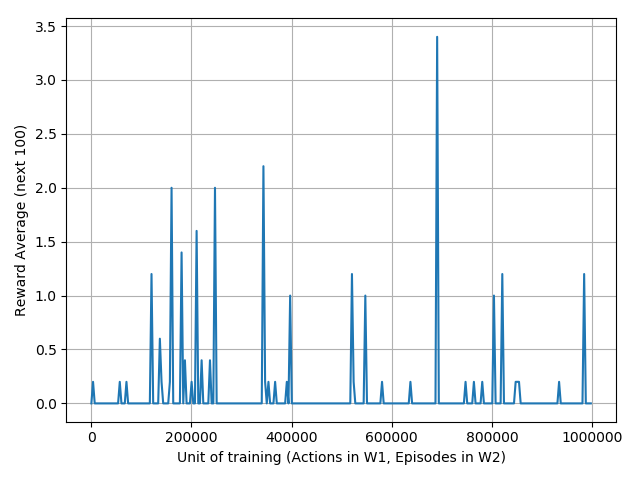 3.5
3.0
2.5
2.0
1.5
1.0
0.5
0.0
Reward Average (next 100)
0 200000 400000 600000 800000 1000000
Unit of training (Actions in W1, Episodes in W2)